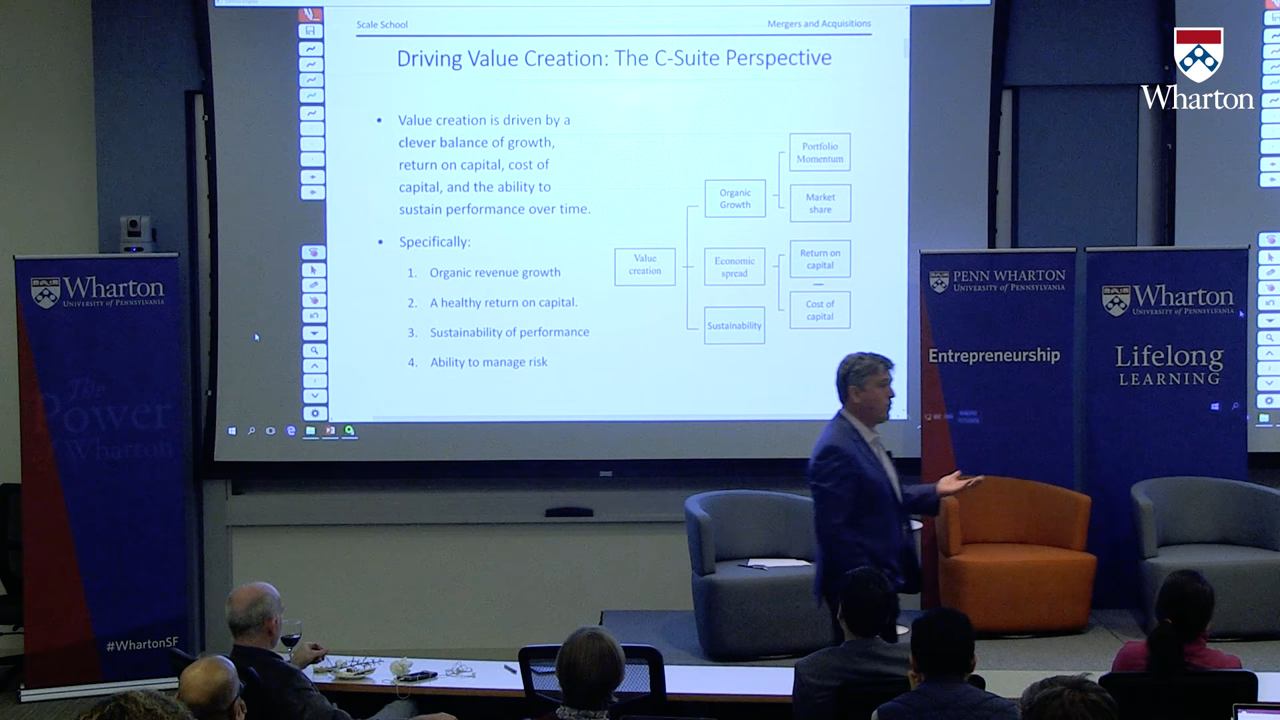 Scale School
Mergers and Acquisitions
Driving Value Creation: The C-Suite Perspective
• Value creation is driven by a
clever balance of growth,
return on capital, cost of
capital, and the ability to
sustain performance over time.
• Specifically:
1. Organic revenue growth
2. A healthy return on capital.
3. Sustainability of performance
4. Ability to manage risk
Value
creation
Organic
Growth
Economic
spread
Sustainability
Portfolio
Momentum
Market
share
Return on
capital
Cost of
capital
Wharton
Wharton
UNIVERSITY OF PENNSYLVANIA
The
Power
of Wharton
#WhartonSF
PENN WHARTON
UNIVERSITY OF PENNSYLVANIA
Entrepreneurship
Wharton
UNIVERSITY OF PENNSYLVANIA
Lifelong
LEARNING